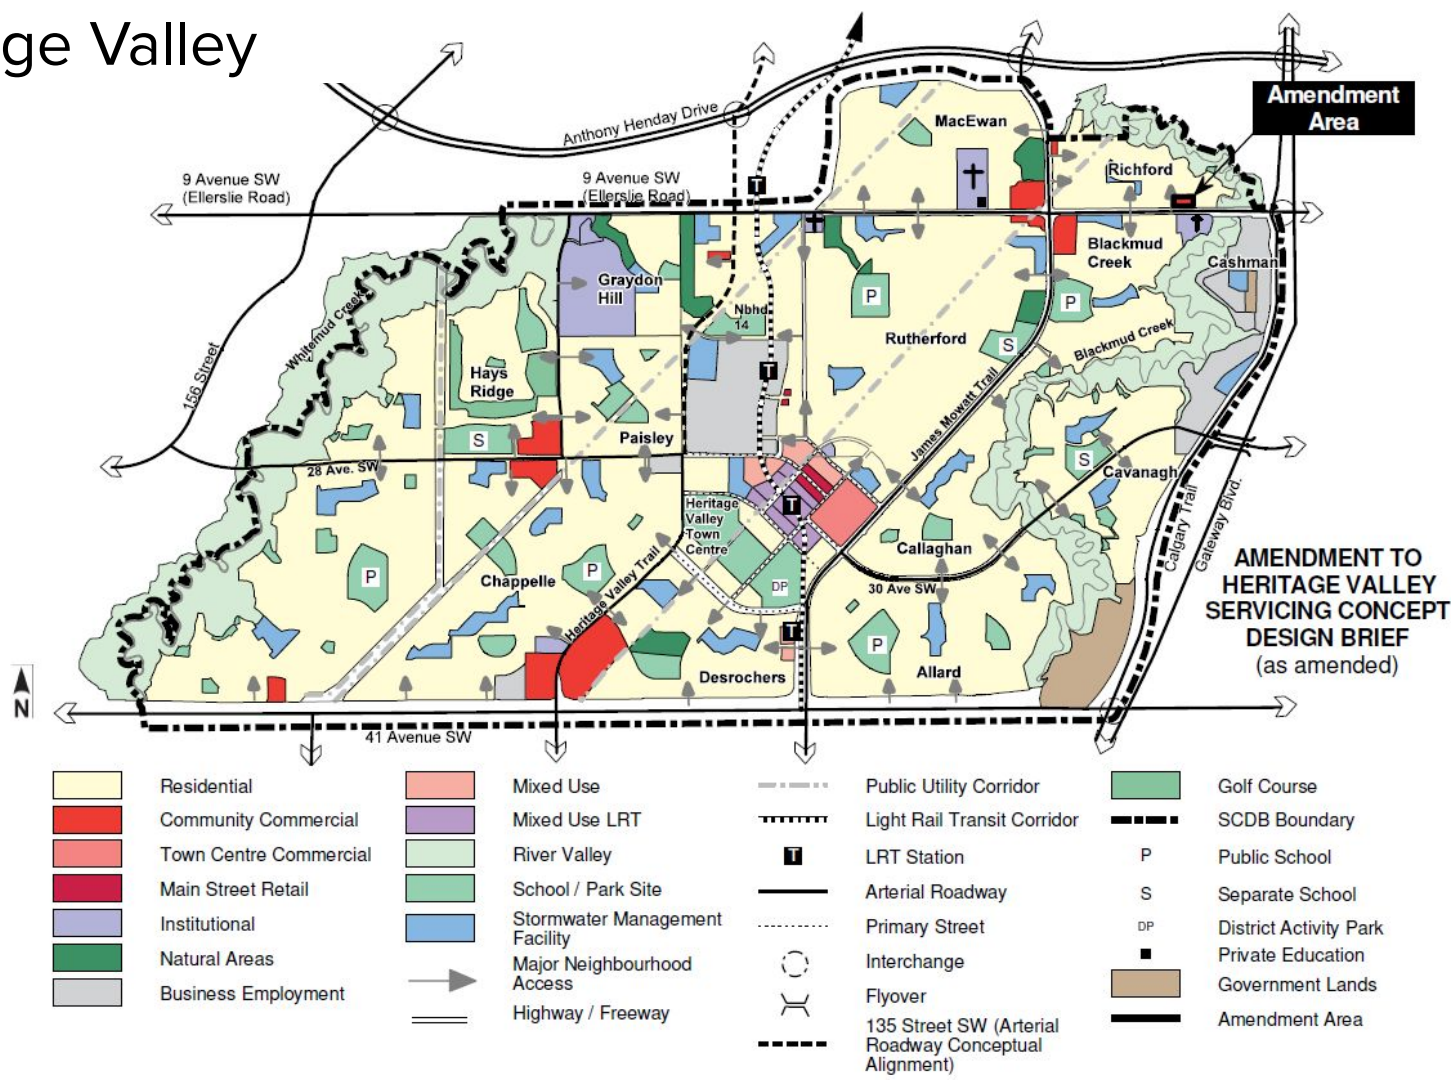 ge Valley
Amendment
Area
Anthony Henday Drive
MacEwan
Richford
9 Avenue SW
(Ellerslie Road)
9 Avenue SW
(Ellerslie Road)
T
Blackmud
Creek
Cashman
Graydon
Hill
P
P
Whitemud Creek
Nbhd
14
Rutherford
S
Blackmud Creek
156 Street
Hays
Ridge
T
James Mowatt Trail
S
Paisley
28 Ave. SW
S
Cavanagh
Heritage
Valley
Town
Centre
T
Calgary Trail
Gateway Blvd.
Callaghan
P
Chappelle
P
DP
30 Ave SW
Heritage Valley Trail
T
P
Desrochers
Allard
41 Avenue SW
N
AMENDMENT TO
HERITAGE VALLEY
SERVICING CONCEPT
DESIGN BRIEF
(as amended)
Residential
Community Commercial
Town Centre Commercial
Main Street Retail
Institutional
Natural Areas
Business Employment
Mixed Use
Mixed Use LRT
River Valley
School / Park Site
Stormwater Management
Facility
Major Neighbourhood
Access
Highway / Freeway
Public Utility Corridor
Light Rail Transit Corridor
T LRT Station
Arterial Roadway
Primary Street
Interchange
Flyover
135 Street SW (Arterial
Roadway Conceptual
Alignment)
Golf Course
SCDB Boundary
P Public School
S Separate School
DP District Activity Park
Private Education
Government Lands
Amendment Area